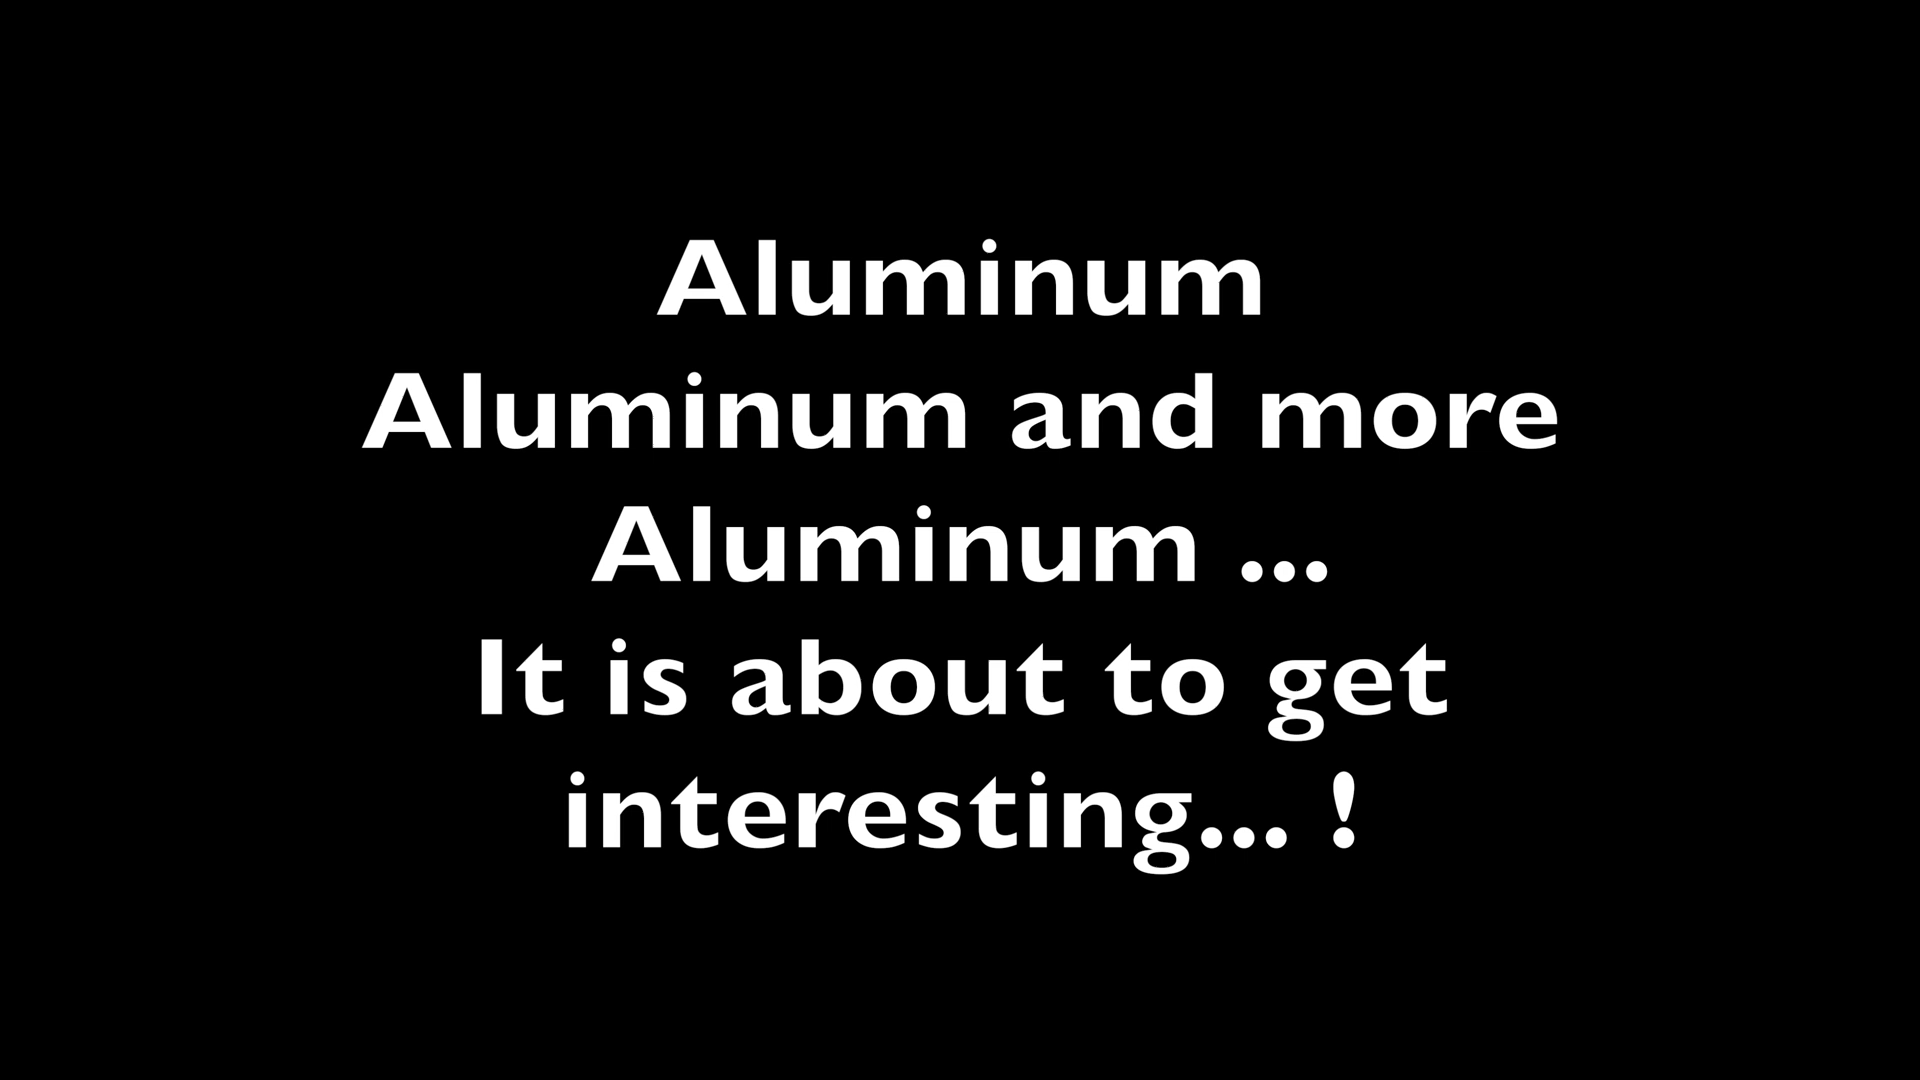 Aluminum
Aluminum and more
Aluminum ...
It is about to get
interesting... !